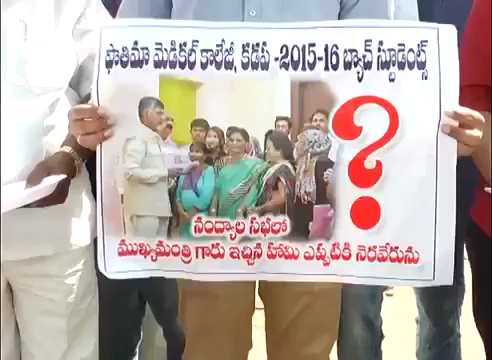 ఫాతిమా మెడికల్ కాలేజీ, కడప -2015-16 బ్యాచ్ స్టూడెంట్స్
?
నంద్యాల సభలో
ముఖ్యమంత్రి గారు ఇచ్చిన హామి ఎప్పటికి నెరవేరును